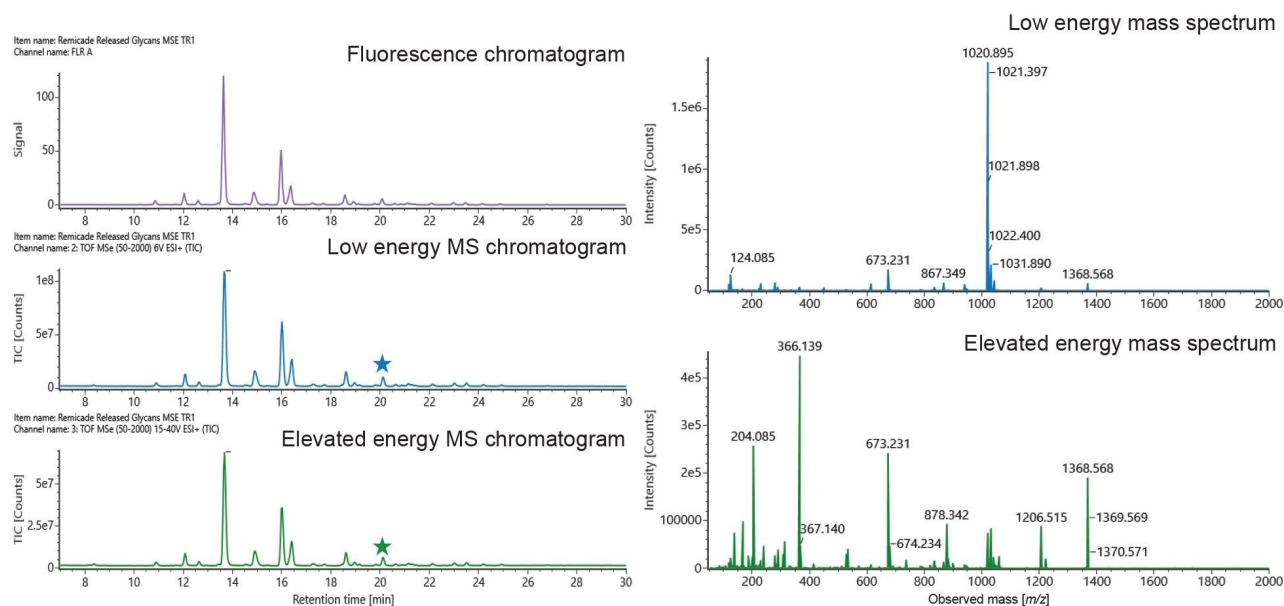 Item name: Remicade Released Glycans MSE TR1
Channel name: FLR A
Fluorescence chromatogram
Signal
100
50
0
8 10 12 14 16 18 20 22 24 26 28 30
Item name: Remicade Released Glycans MSE TR1
Channel name: 2: TOF MSe (50-2000) 6V ESI+ (TIC)
Low energy MS chromatogram
TIC [Counts]
1e8
5e7
0
8 10 12 14 16 18 20 22 24 26 28 30
Item name: Remicade Released Glycans MSE TR1
Channel name: 3: TOF MSe (50-2000) 15-40V ESI+ (TIC)
Elevated energy MS chromatogram
TIC [Counts]
5e7
2.5e7
0
8 10 12 14 16 18 20 22 24 26 28 30
Retention time [min]
Low energy mass spectrum
Intensity [Counts]
1.5e6
1e6
5e5
0
1020.895
1021.397
1021.898
1022.400
1031.890
124.085
673.231
867.349
1368.568
200 400 600 800 1000 1200 1400 1600 1800 2000
Elevated energy mass spectrum
Intensity [Counts]
4e5
3e5
2e5
100000
0
366.139
204.085
673.231
1368.568
367.140
674.234
878.342
1206.515
1369.569
1370.571
200 400 600 800 1000 1200 1400 1600 1800 2000
Observed mass [m/z]